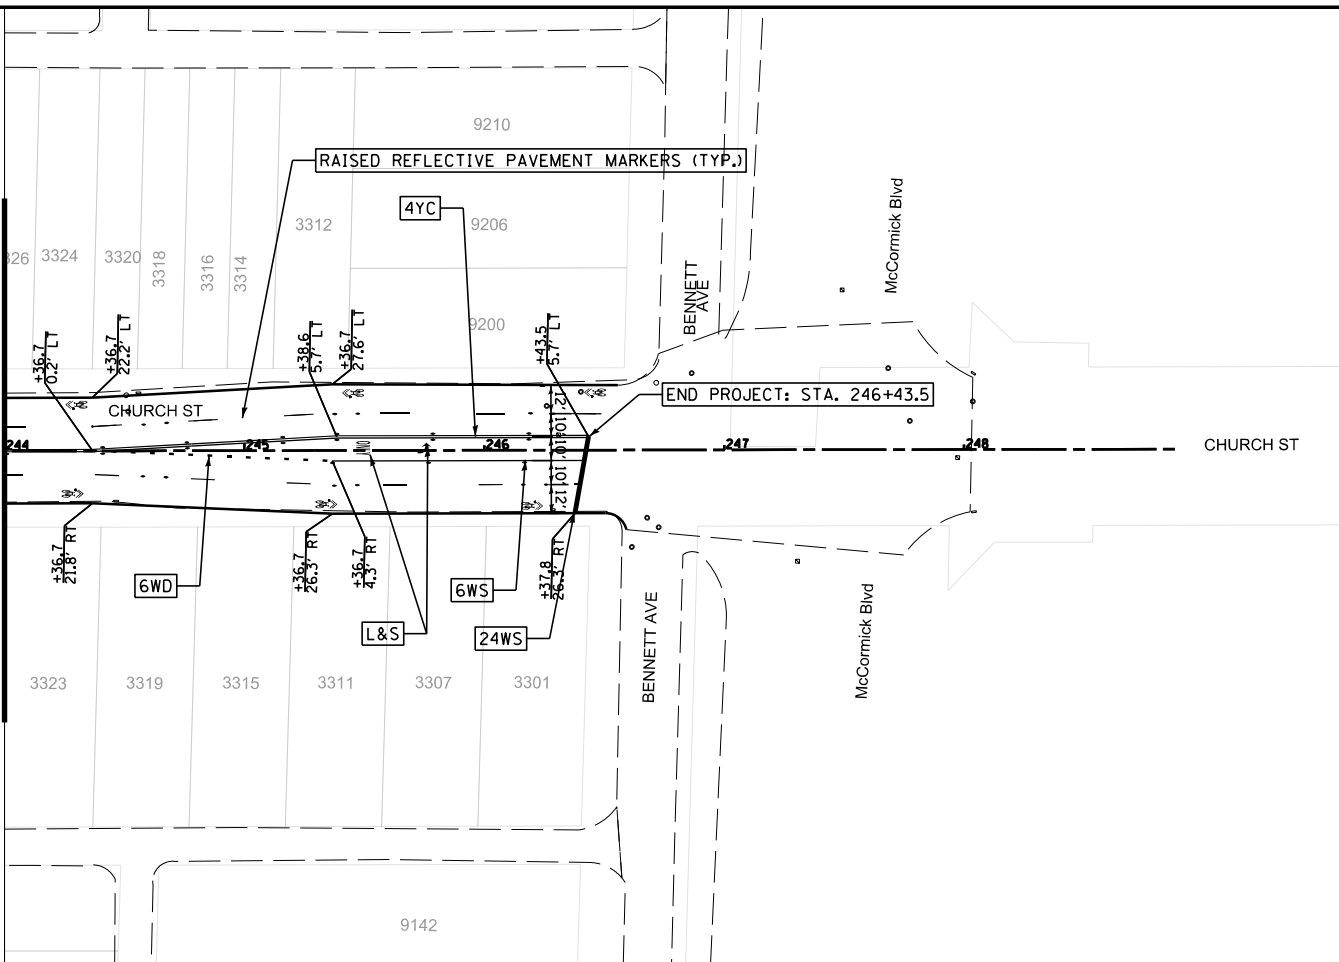 9210
RAISED REFLECTIVE PAVEMENT MARKERS (TYP.)
4YC
3312
9206
326
3324
3320
3318
3316
3314
McCormick Blvd
BENNETT
AVE
9200
+36.7
0.2' LT
+36.7
22.2' LT
+38.6
5.7' LT
+36.7
27.6' LT
+43.5
5.7' LT
END PROJECT: STA. 246+43.5
CHURCH ST
12'
10'
10'
10'
12'
244
245
246
247
248
CHURCH ST
ONLY
+36.7
21.8' RT
+36.7
26.3' RT
+36.7
4.3' RT
+37.8
26.3' RT
6WD
6WS
L&S
24WS
BENNETT AVE
McCormick Blvd
3323
3319
3315
3311
3307
3301
9142